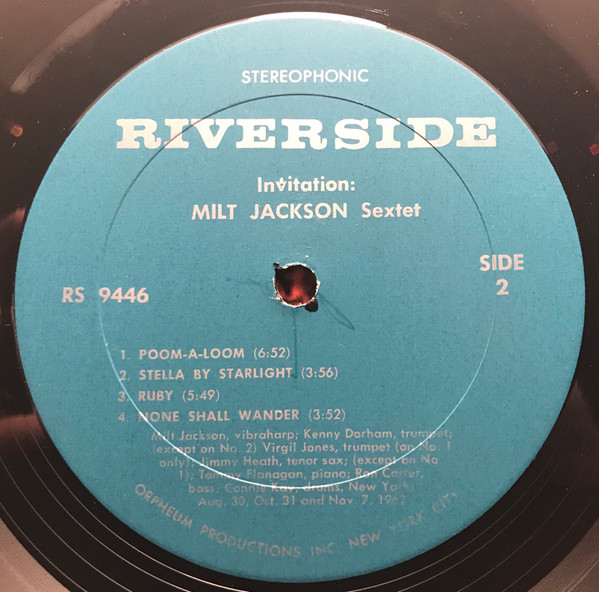 STEREOPHONIC
RIVERSIDE
Invitation:
MILT JACKSON Sextet
RS 9446
SIDE
2
1. POOM-A-LOOM (6:52)
2. STELLA BY STARLIGHT (3:56)
3. RUBY (5:49)
4. NONE SHALL WANDER (3:52)
Milt Jackson, vibraharp; Kenny Dorham, trumpet;
(except on No. 2) Virgil Jones, trumpet (on No. 1
only); Jimmy Heath, tenor sax; (except on No
1); Tommy Flanagan, piano; Ron Carter,
bass; Connie Kay, drums. New York;
Aug. 30, Oct. 31 and Nov. 7, 1962
ORPHEUM PRODUCTIONS INC. NEW YORK CITY